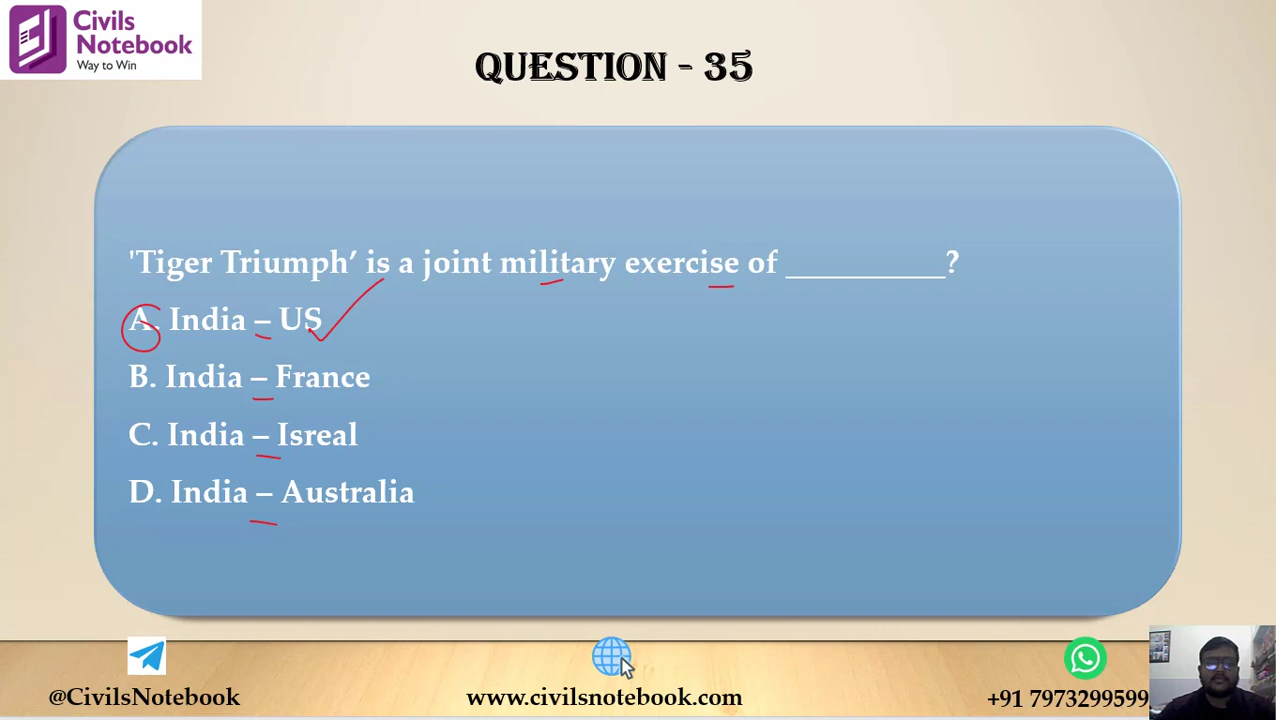 Civils
Notebook
Way to Win
QUESTION - 35
'Tiger Triumph’ is a joint military exercise of __________?
A. India – US
B. India – France
C. India – Isreal
D. India – Australia
@CivilsNotebook
www.civilsnotebook.com
+91 7973299599